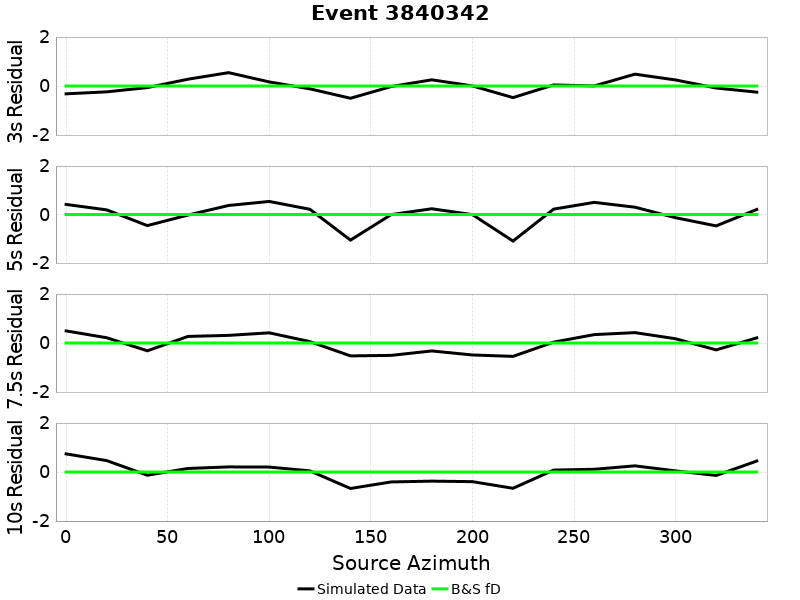 Event 3840342
3s Residual
2
0
-2
5s Residual
2
0
-2
7.5s Residual
2
0
-2
10s Residual
2
0
-2
0 50 100 150 200 250 300
Source Azimuth
Simulated Data B&S fD